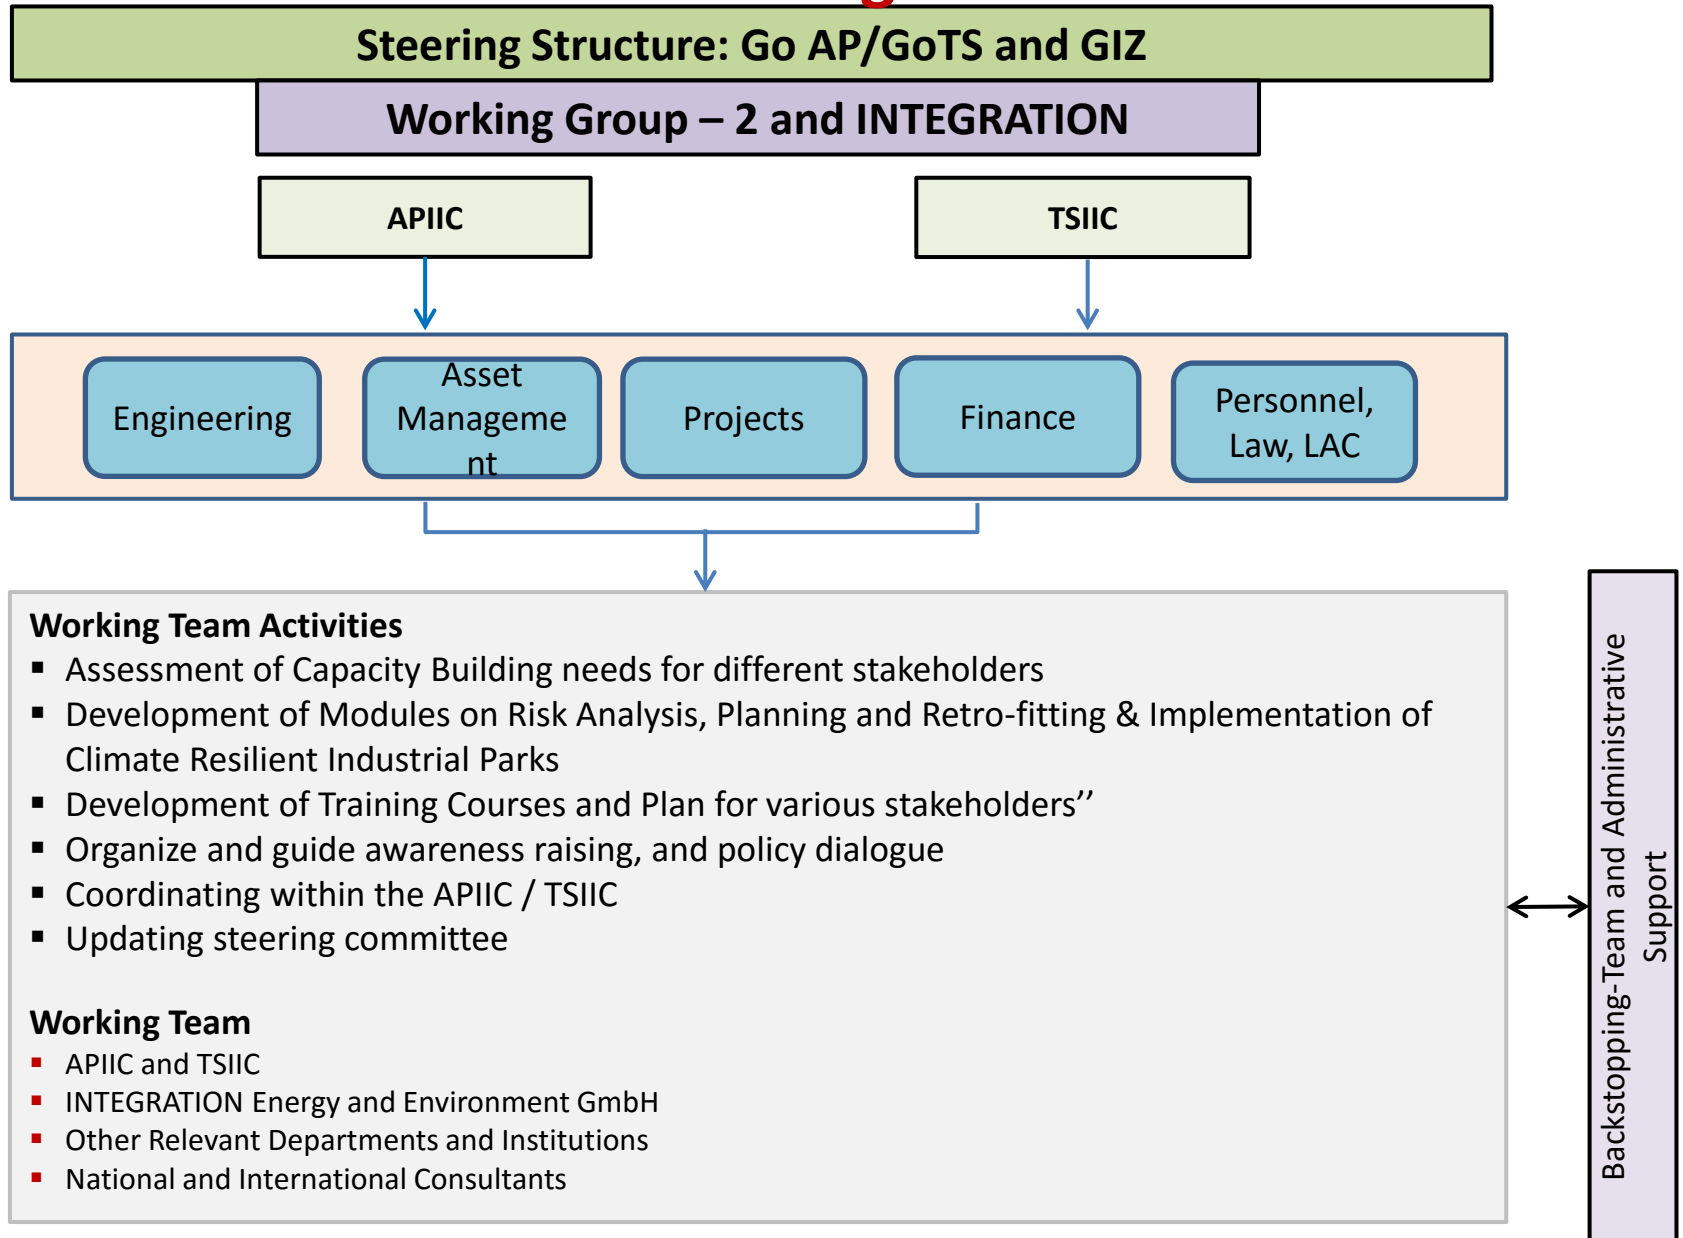 Steering Structure: Go AP/GoTS and GIZ
Working Group – 2 and INTEGRATION
APIIC
TSIIC
Engineering
Asset
Manageme
nt
Projects
Finance
Personnel,
Law, LAC
Working Team Activities
▪ Assessment of Capacity Building needs for different stakeholders
▪ Development of Modules on Risk Analysis, Planning and Retro-fitting & Implementation of
Climate Resilient Industrial Parks
▪ Development of Training Courses and Plan for various stakeholders’’
▪ Organize and guide awareness raising, and policy dialogue
▪ Coordinating within the APIIC / TSIIC
▪ Updating steering committee
Working Team
▪ APIIC and TSIIC
▪ INTEGRATION Energy and Environment GmbH
▪ Other Relevant Departments and Institutions
▪ National and International Consultants
Backstopping-Team and Administrative
Support